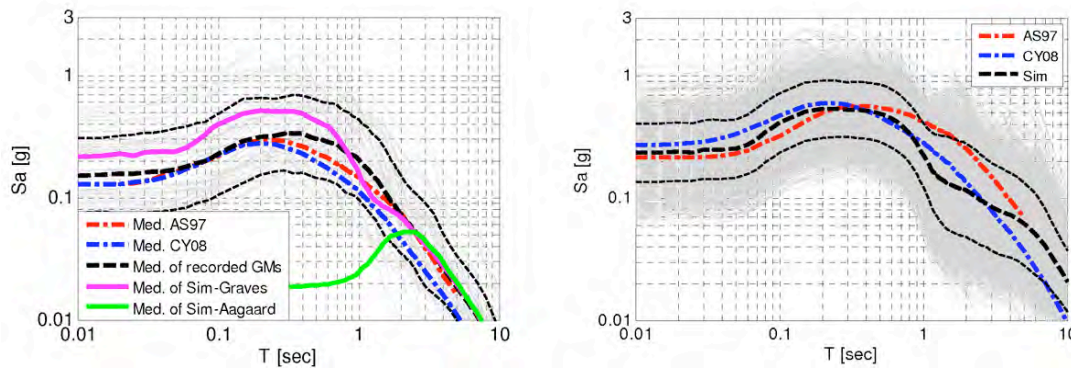 3
1
Sa [g]
0.1
0.01
0.01
0.1
1
10
T [sec]
Med. AS97
Med. CY08
Med. of recorded GMs
Med. of Sim-Graves
Med. of Sim-Aagaard
3
1
Sa [g]
0.1
0.01
0.01
0.1
1
10
T [sec]
AS97
CY08
Sim